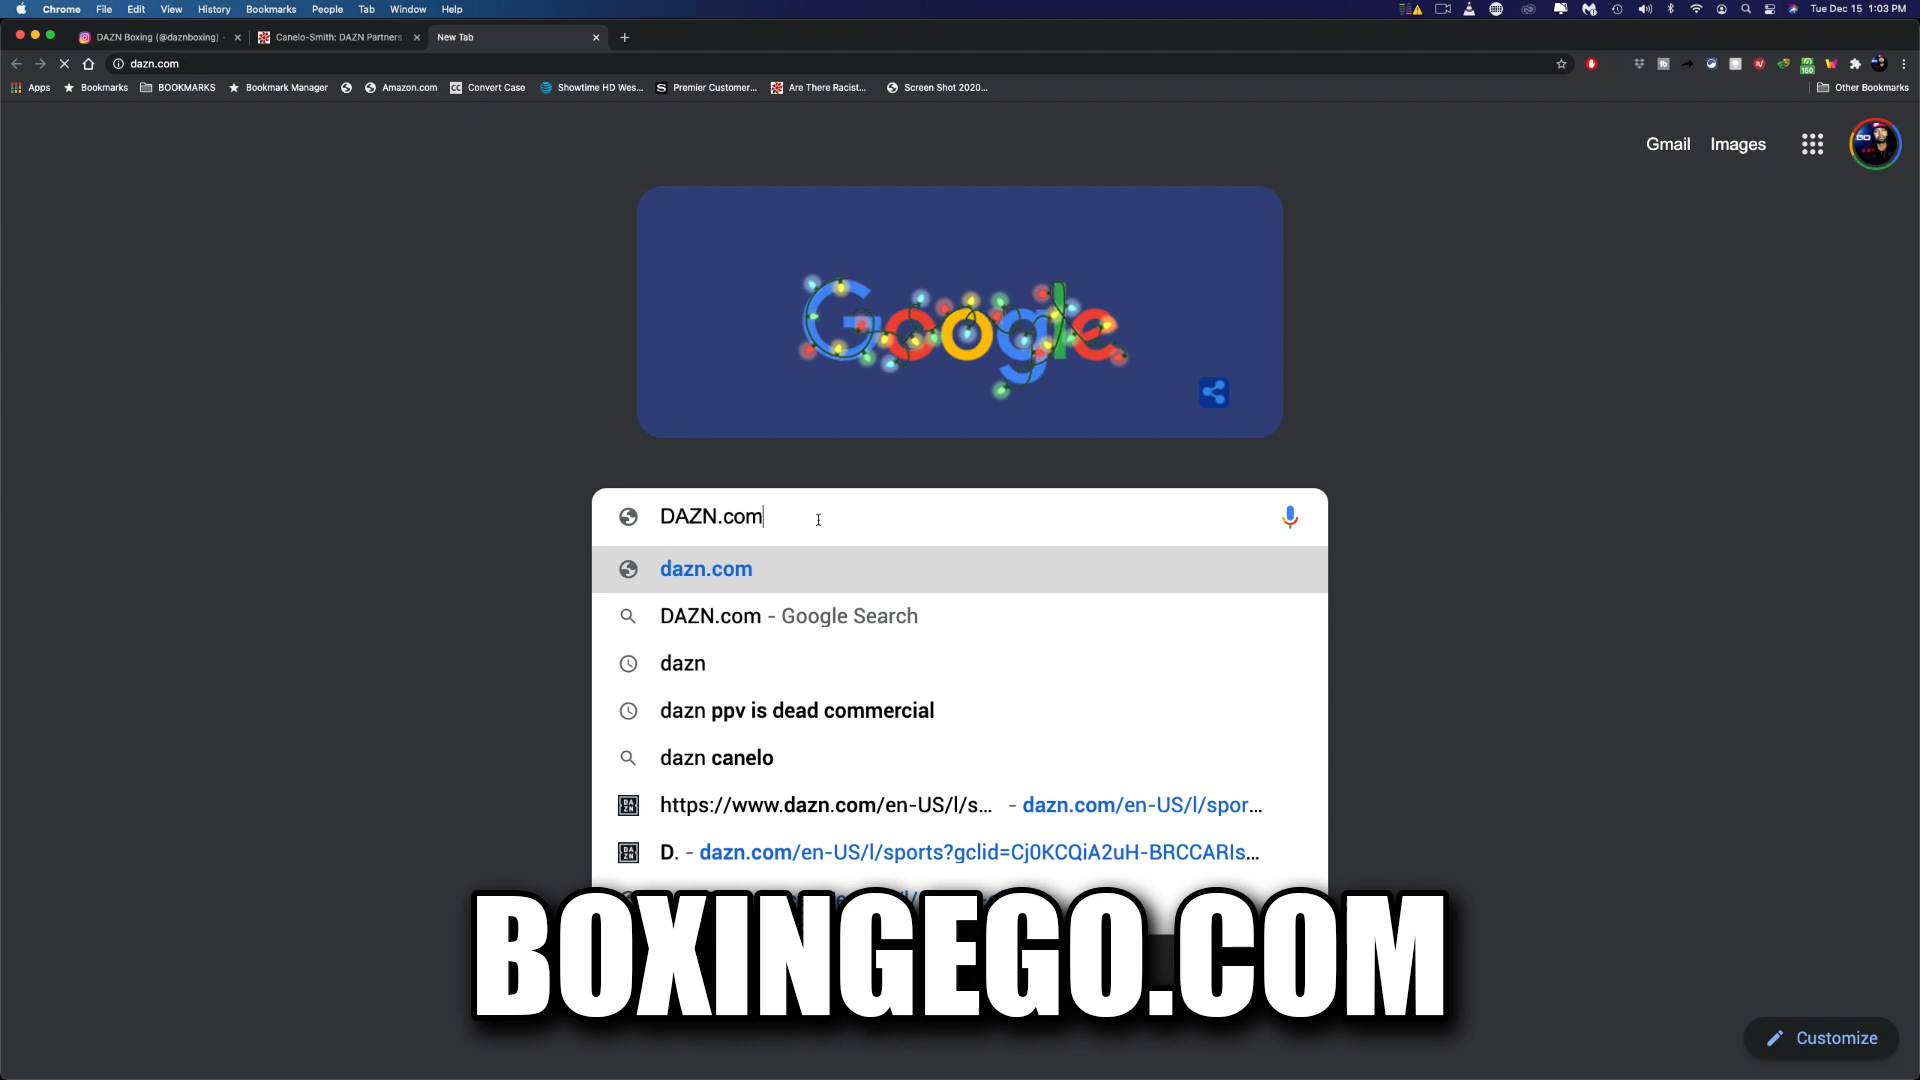 Chrome File Edit View History Bookmarks People Tab Window Help Tue Dec 15 1:03 PM
DAZN Boxing (@daznboxing) Canelo-Smith: DAZN Partners New Tab
dazn.com
Apps Bookmarks BOOKMARKS Bookmark Manager Amazon.com CC Convert Case Showtime HD Wes... S Premier Customer... Are There Racist... Screen Shot 2020... Other Bookmarks
Gmail Images
Google
DAZN.com
dazn.com
DAZN.com - Google Search
dazn
dazn ppv is dead commercial
dazn canelo
https://www.dazn.com/en-US/l/s... - dazn.com/en-US/l/spor...
D. - dazn.com/en-US/l/sports?gclid=Cj0KCQiA2uH-BRCCARIs...
BOXINGEGO.COM
Customize